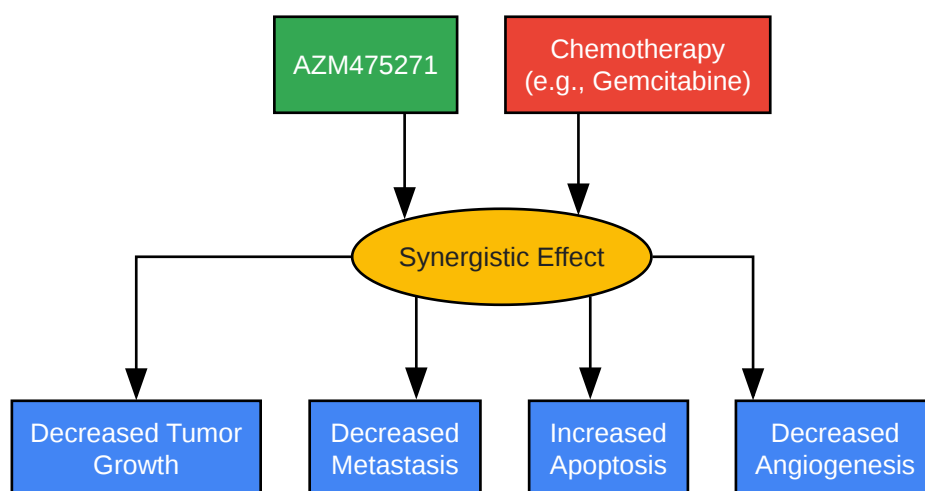 AZM475271
Chemotherapy
(e.g., Gemcitabine)
Synergistic Effect
Decreased Tumor
Growth
Decreased
Metastasis
Increased
Apoptosis
Decreased
Angiogenesis